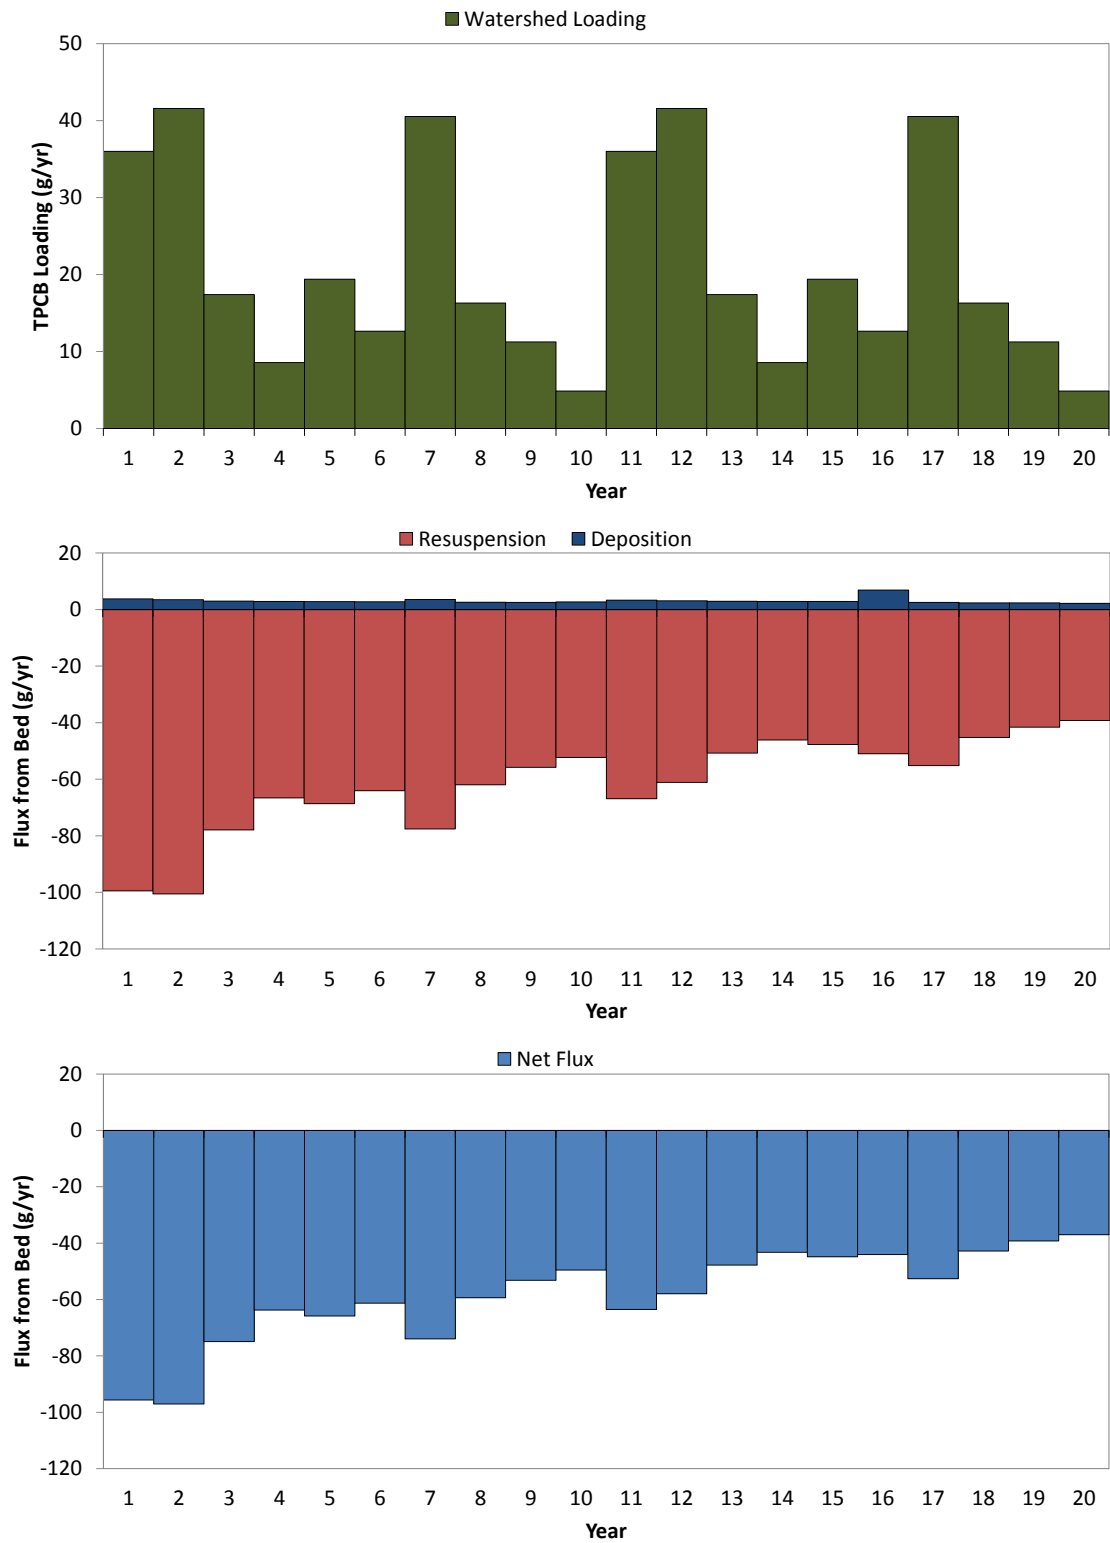 Watershed Loading
50
40
30
20
10
0
TPCB Loading (g/yr)
1 2 3 4 5 6 7 8 9 10 11 12 13 14 15 16 17 18 19 20
Year
Resuspension Deposition
20
0
-20
-40
-60
-80
-100
-120
Flux from Bed (g/yr)
1 2 3 4 5 6 7 8 9 10 11 12 13 14 15 16 17 18 19 20
Year
Net Flux
20
0
-20
-40
-60
-80
-100
-120
Flux from Bed (g/yr)
1 2 3 4 5 6 7 8 9 10 11 12 13 14 15 16 17 18 19 20
Year